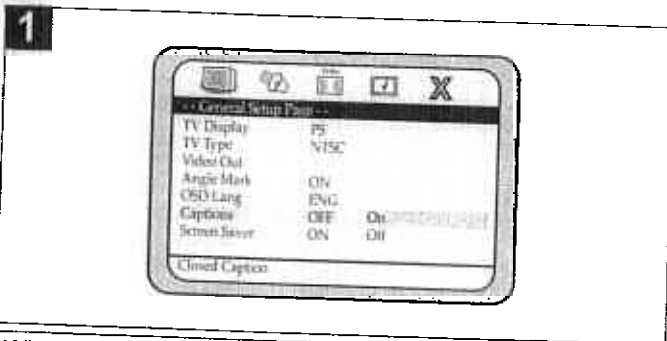 1
-- General Setup Page --
TV Display PS
TV Type NTSC
Video Out
Angle Mark ON
OSD Lang ENG
Captions OFF On
Screen Saver ON Off
Closed Caption